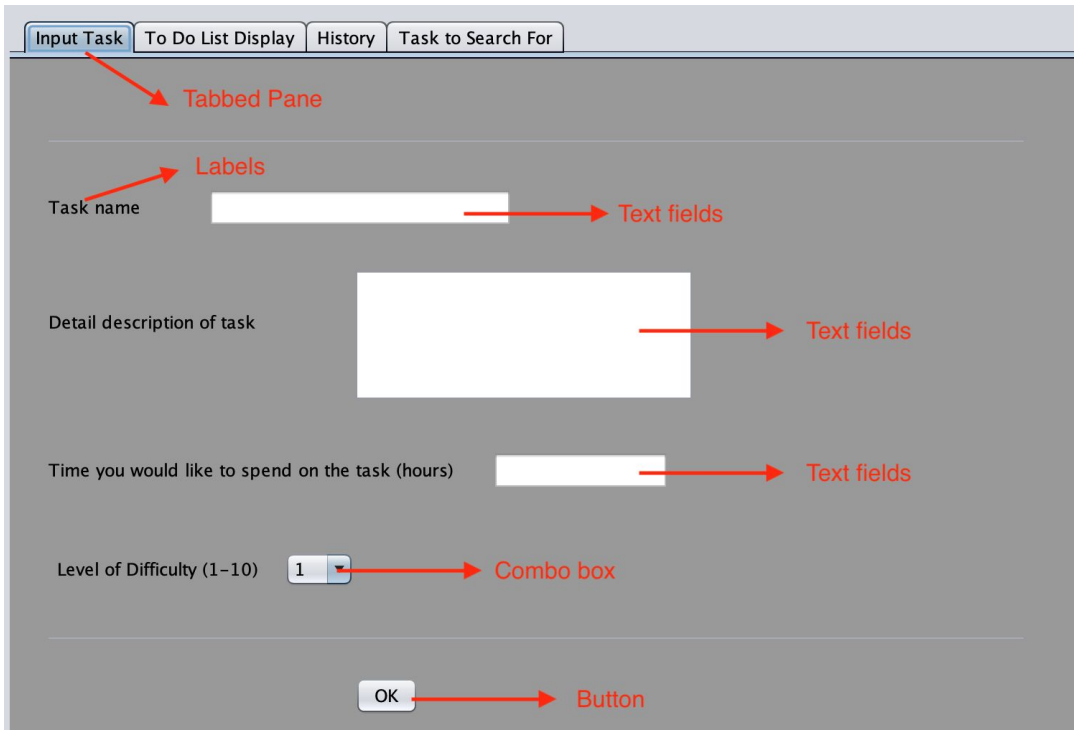 Input Task To Do List Display History Task to Search For
Tabbed Pane
Labels
Task name
Text fields
Detail description of task
Text fields
Time you would like to spend on the task (hours)
Text fields
Level of Difficulty (1-10) 1
Combo box
OK
Button